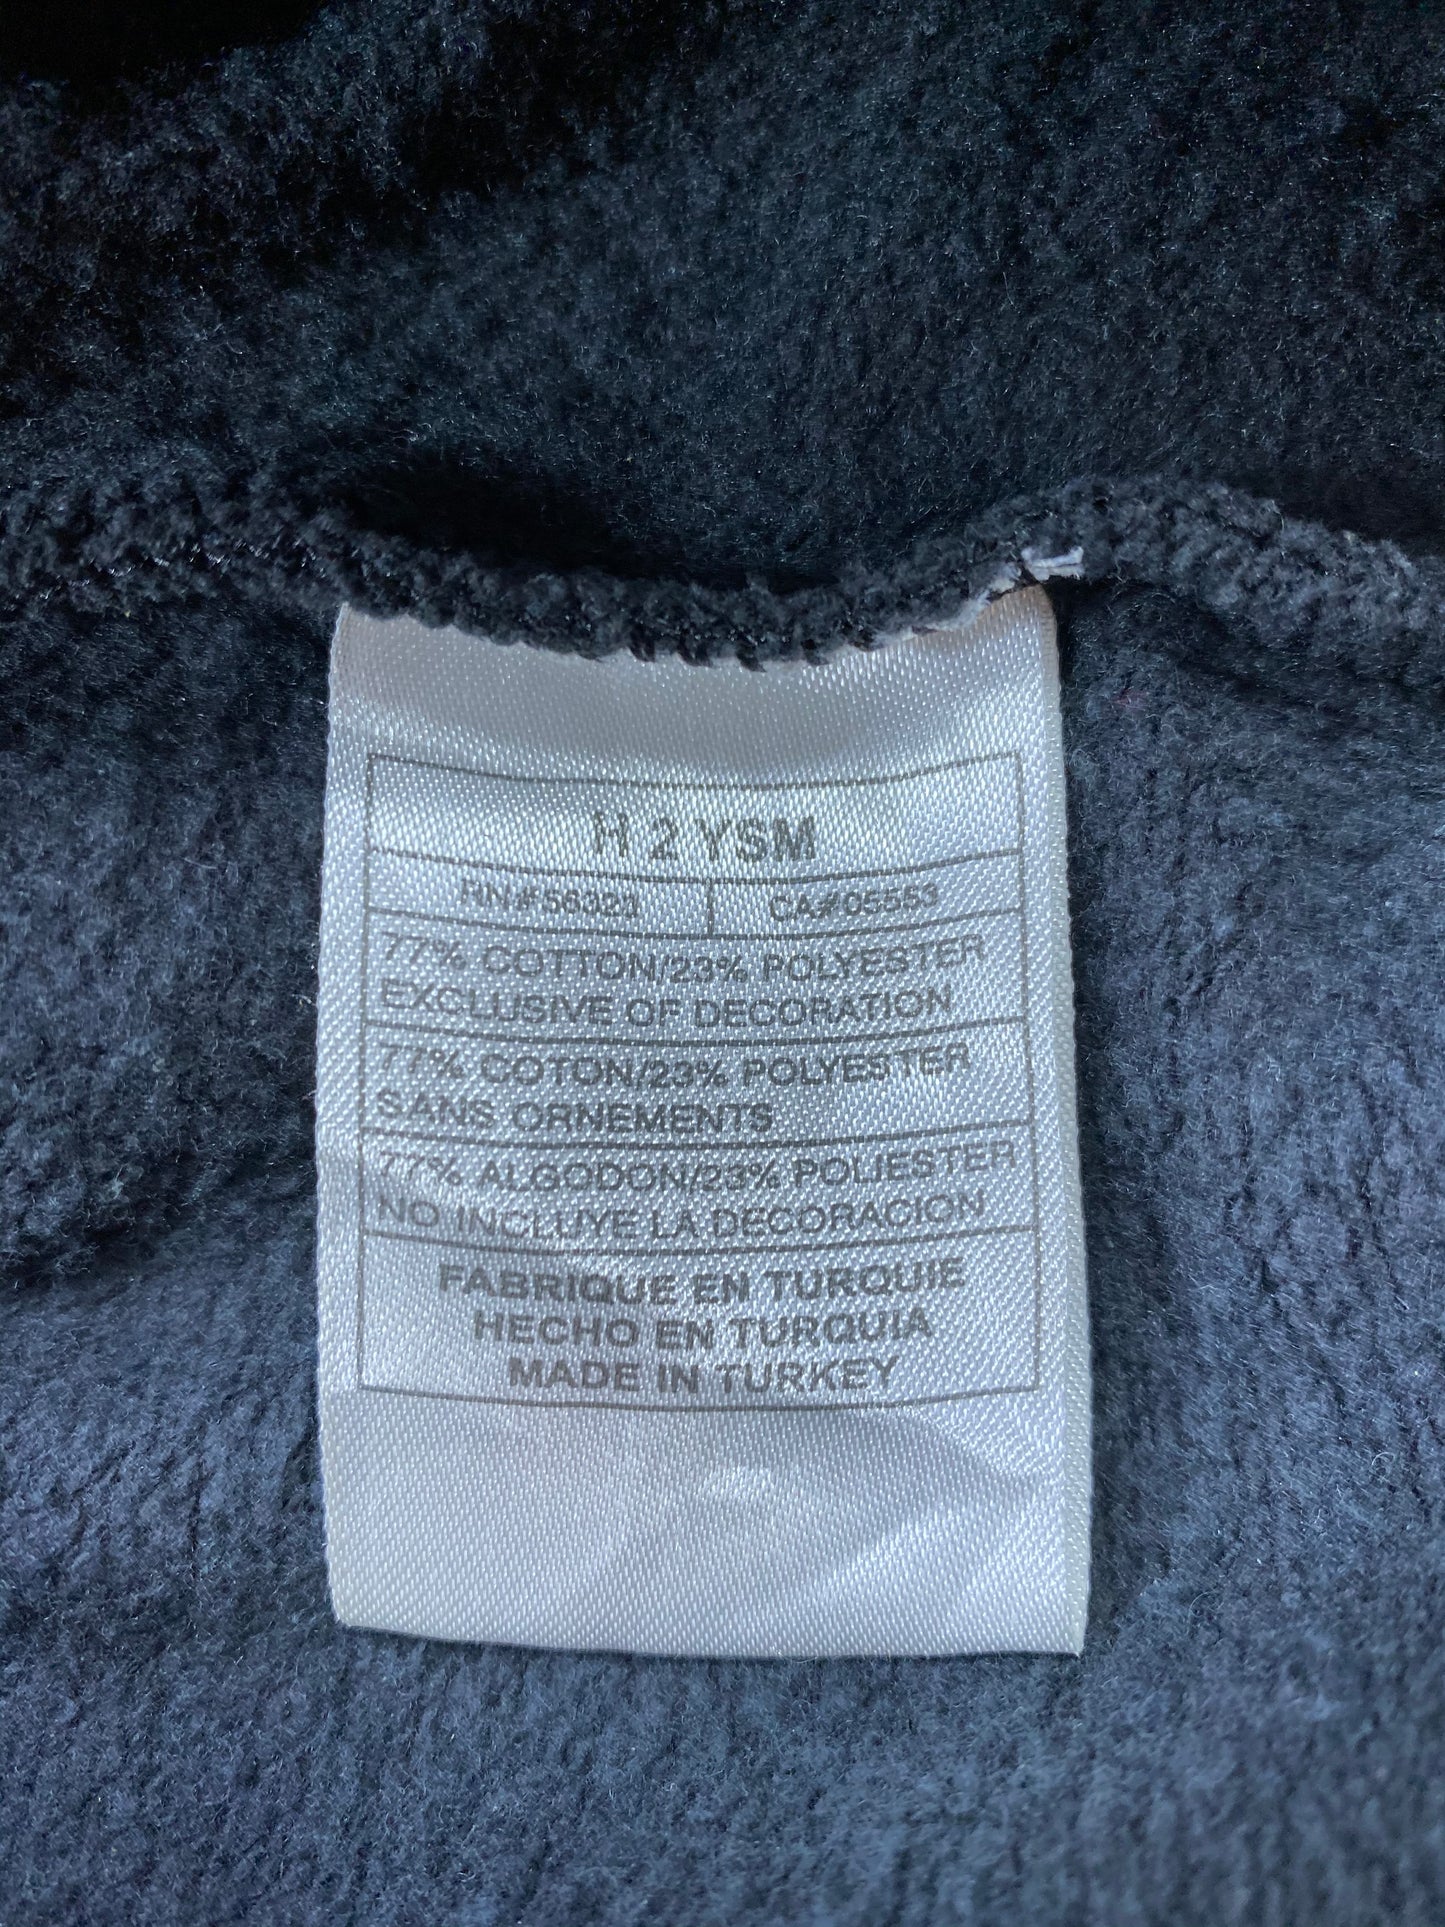 H 2 YSM
RN#56323 CA#05553
77% COTTON/23% POLYESTER
EXCLUSIVE OF DECORATION
77% COTON/23% POLYESTER
SANS ORNEMENTS
77% ALGODON/23% POLIESTER
NO INCLUYE LA DECORACION
FABRIQUE EN TURQUIE
HECHO EN TURQUIA
MADE IN TURKEY